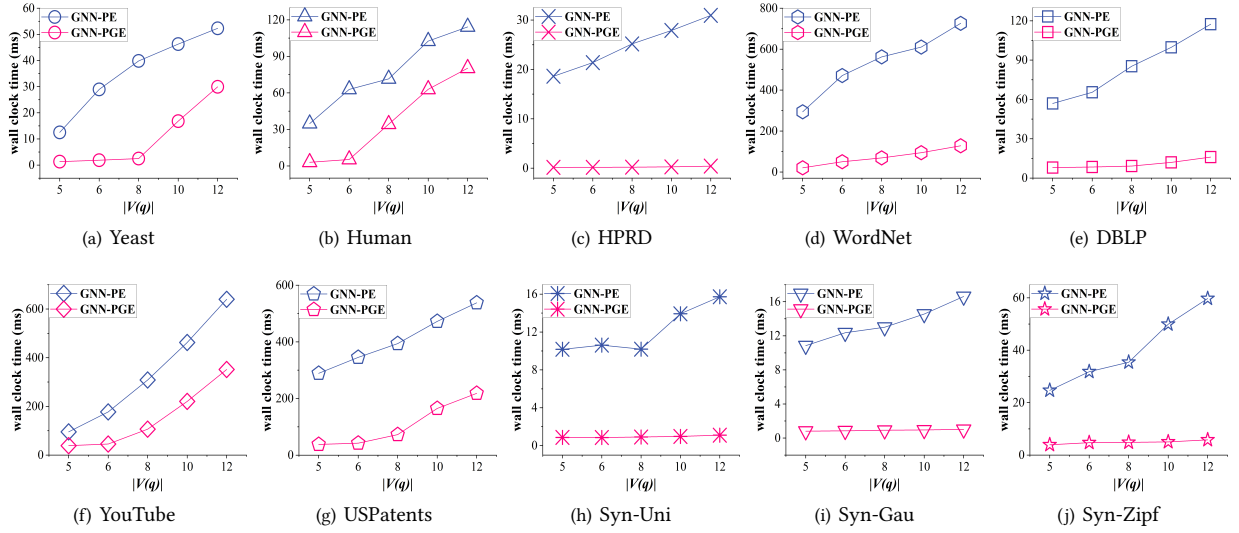 60
50
40
30
20
10
0
wall clock time (ms)
GNN-PE
GNN-PGE
5 6 8 10 12
|V(q)|
(a) Yeast
120
90
60
30
0
wall clock time (ms)
GNN-PE
GNN-PGE
5 6 8 10 12
|V(q)|
(b) Human
30
20
10
0
wall clock time (ms)
GNN-PE
GNN-PGE
5 6 8 10 12
|V(q)|
(c) HPRD
800
600
400
200
0
wall clock time (ms)
GNN-PE
GNN-PGE
5 6 8 10 12
|V(q)|
(d) WordNet
120
90
60
30
0
wall clock time (ms)
GNN-PE
GNN-PGE
5 6 8 10 12
|V(q)|
(e) DBLP
600
400
200
0
wall clock time (ms)
GNN-PE
GNN-PGE
5 6 8 10 12
|V(q)|
(f) YouTube
600
400
200
0
wall clock time (ms)
GNN-PE
GNN-PGE
5 6 8 10 12
|V(q)|
(g) USPatents
16
12
8
4
0
wall clock time (ms)
GNN-PE
GNN-PGE
5 6 8 10 12
|V(q)|
(h) Syn-Uni
16
12
8
4
0
wall clock time (ms)
GNN-PE
GNN-PGE
5 6 8 10 12
|V(q)|
(i) Syn-Gau
60
40
20
0
wall clock time (ms)
GNN-PE
GNN-PGE
5 6 8 10 12
|V(q)|
(j) Syn-Zipf